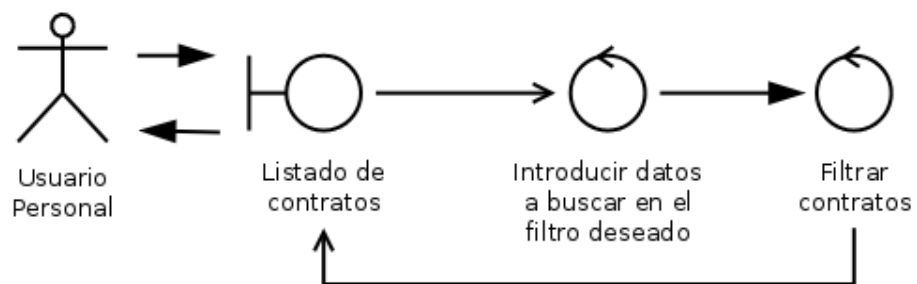 Usuario
Personal
Listado de
contratos
Introducir datos
a buscar en el
filtro deseado
Filtrar
contratos